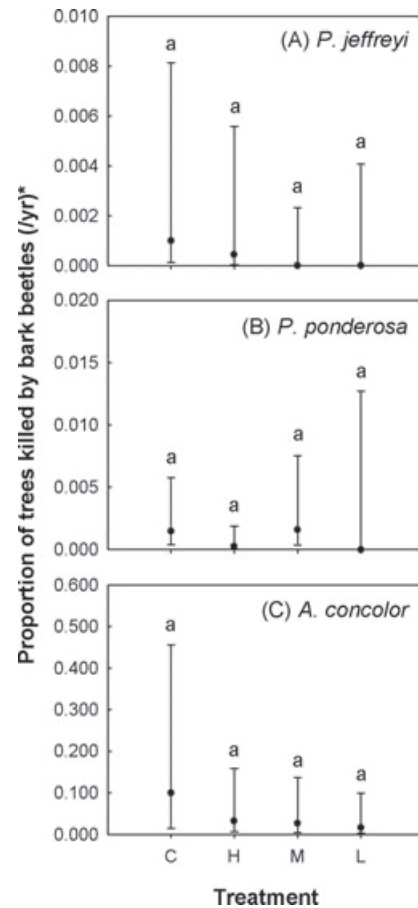 Proportion of trees killed by bark beetles (/yr)*
0.010
0.008
0.006
0.004
0.002
0.000
(A) P. jeffreyi
a
a
a
a
0.020
0.015
0.010
0.005
0.000
(B) P. ponderosa
a
a
a
a
0.600
0.500
0.400
0.300
0.200
0.100
0.000
(C) A. concolor
a
a
a
a
C H M L
Treatment